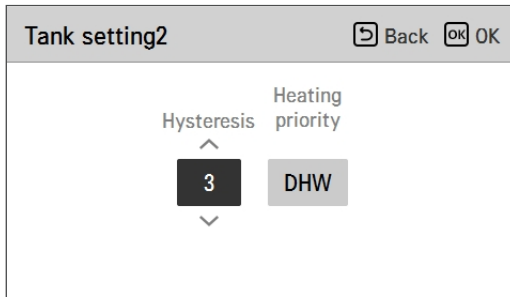 Tank setting2
Back OK OK
Heating
Hysteresis priority
3 DHW